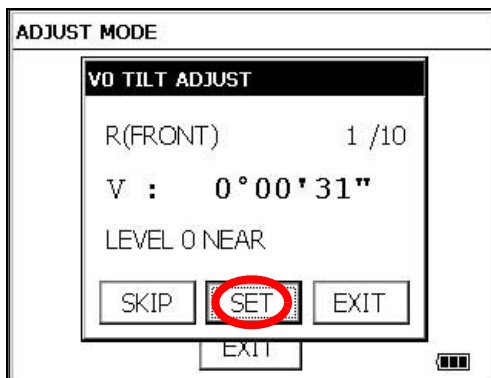 ADJUST MODE
V0 TILT ADJUST
R(FRONT) 1 /10
V : 0°00'31"
LEVEL 0 NEAR
SKIP SET EXIT
EXIT